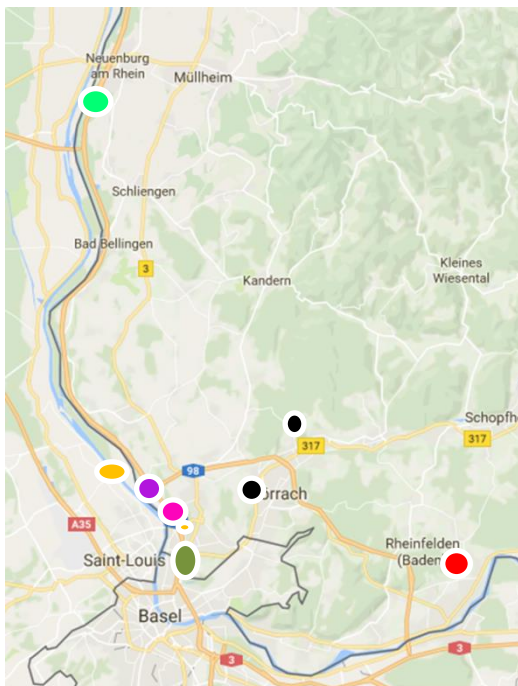 Neuenburg
am Rhein
Müllheim
Schliengen
Bad Bellingen
3
Kandern
Kleines
Wiesental
Schopfh
317
317
98
örrach
A35
Saint-Louis
Rheinfelden
(Baden
Basel
3
3